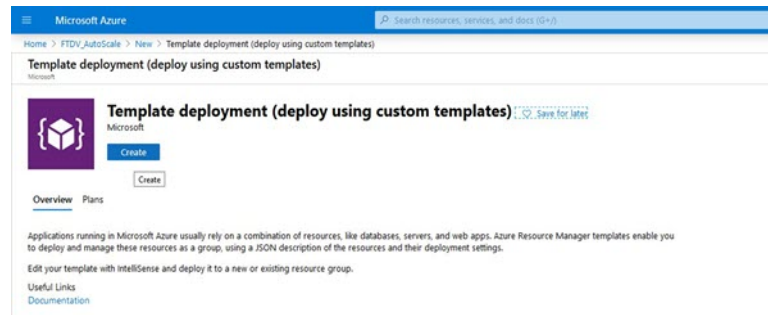 Microsoft Azure
Search resources, services, and docs (G+/)
Home > FTDV_AutoScale > New > Template deployment (deploy using custom templates)
Template deployment (deploy using custom templates)
Microsoft
Template deployment (deploy using custom templates) Save for later
Microsoft
Create
Create
Overview Plans
Applications running in Microsoft Azure usually rely on a combination of resources, like databases, servers, and web apps. Azure Resource Manager templates enable you
to deploy and manage these resources as a group, using a JSON description of the resources and their deployment settings.
Edit your template with IntelliSense and deploy it to a new or existing resource group.
Useful Links
Documentation